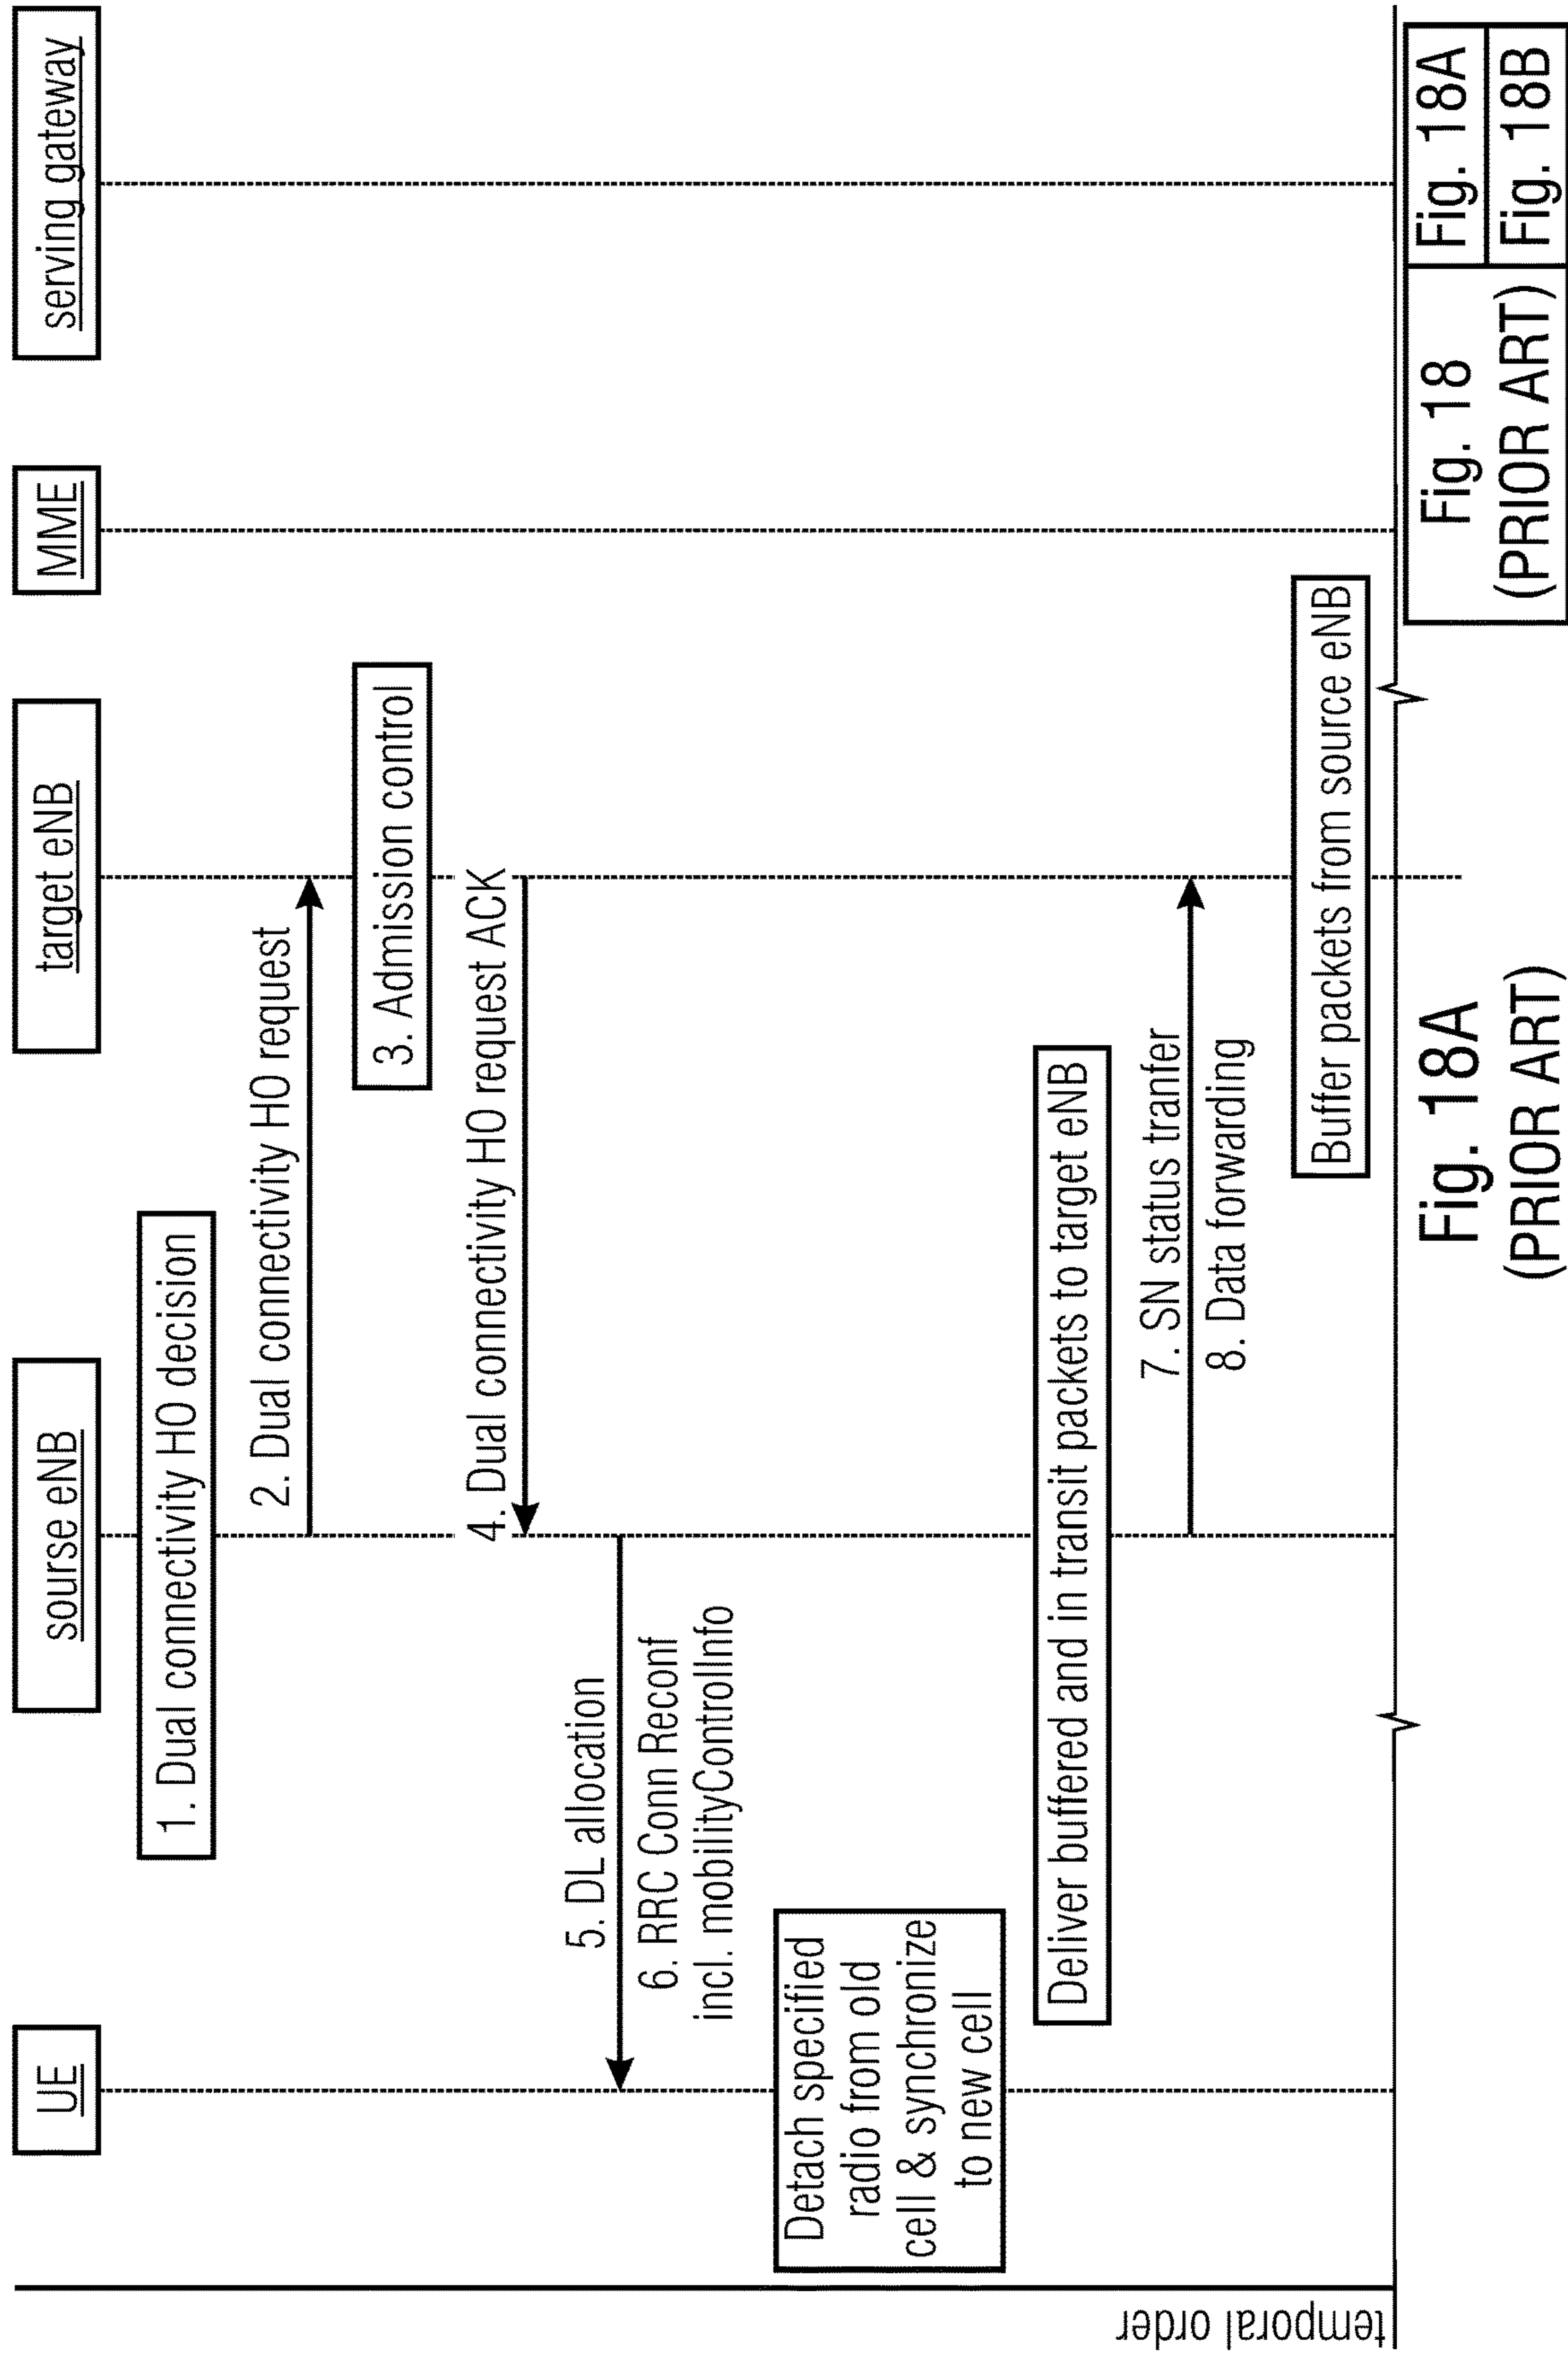 UE
sourse eNB
target eNB
MME
serving gateway
1. Dual connectivity HO decision
2. Dual connectivity HO request
3. Admission control
4. Dual connectivity HO request ACK
5. DL allocation
6. RRC Conn Reconf
incl. mobilityControlInfo
Detach specified
radio from old
cell & synchronize
to new cell
Deliver buffered and in transit packets to target eNB
7. SN status tranfer
8. Data forwarding
Buffer packets from source eNB
temporal order
Fig. 18A
(PRIOR ART)
Fig. 18
(PRIOR ART)
Fig. 18A
Fig. 18B